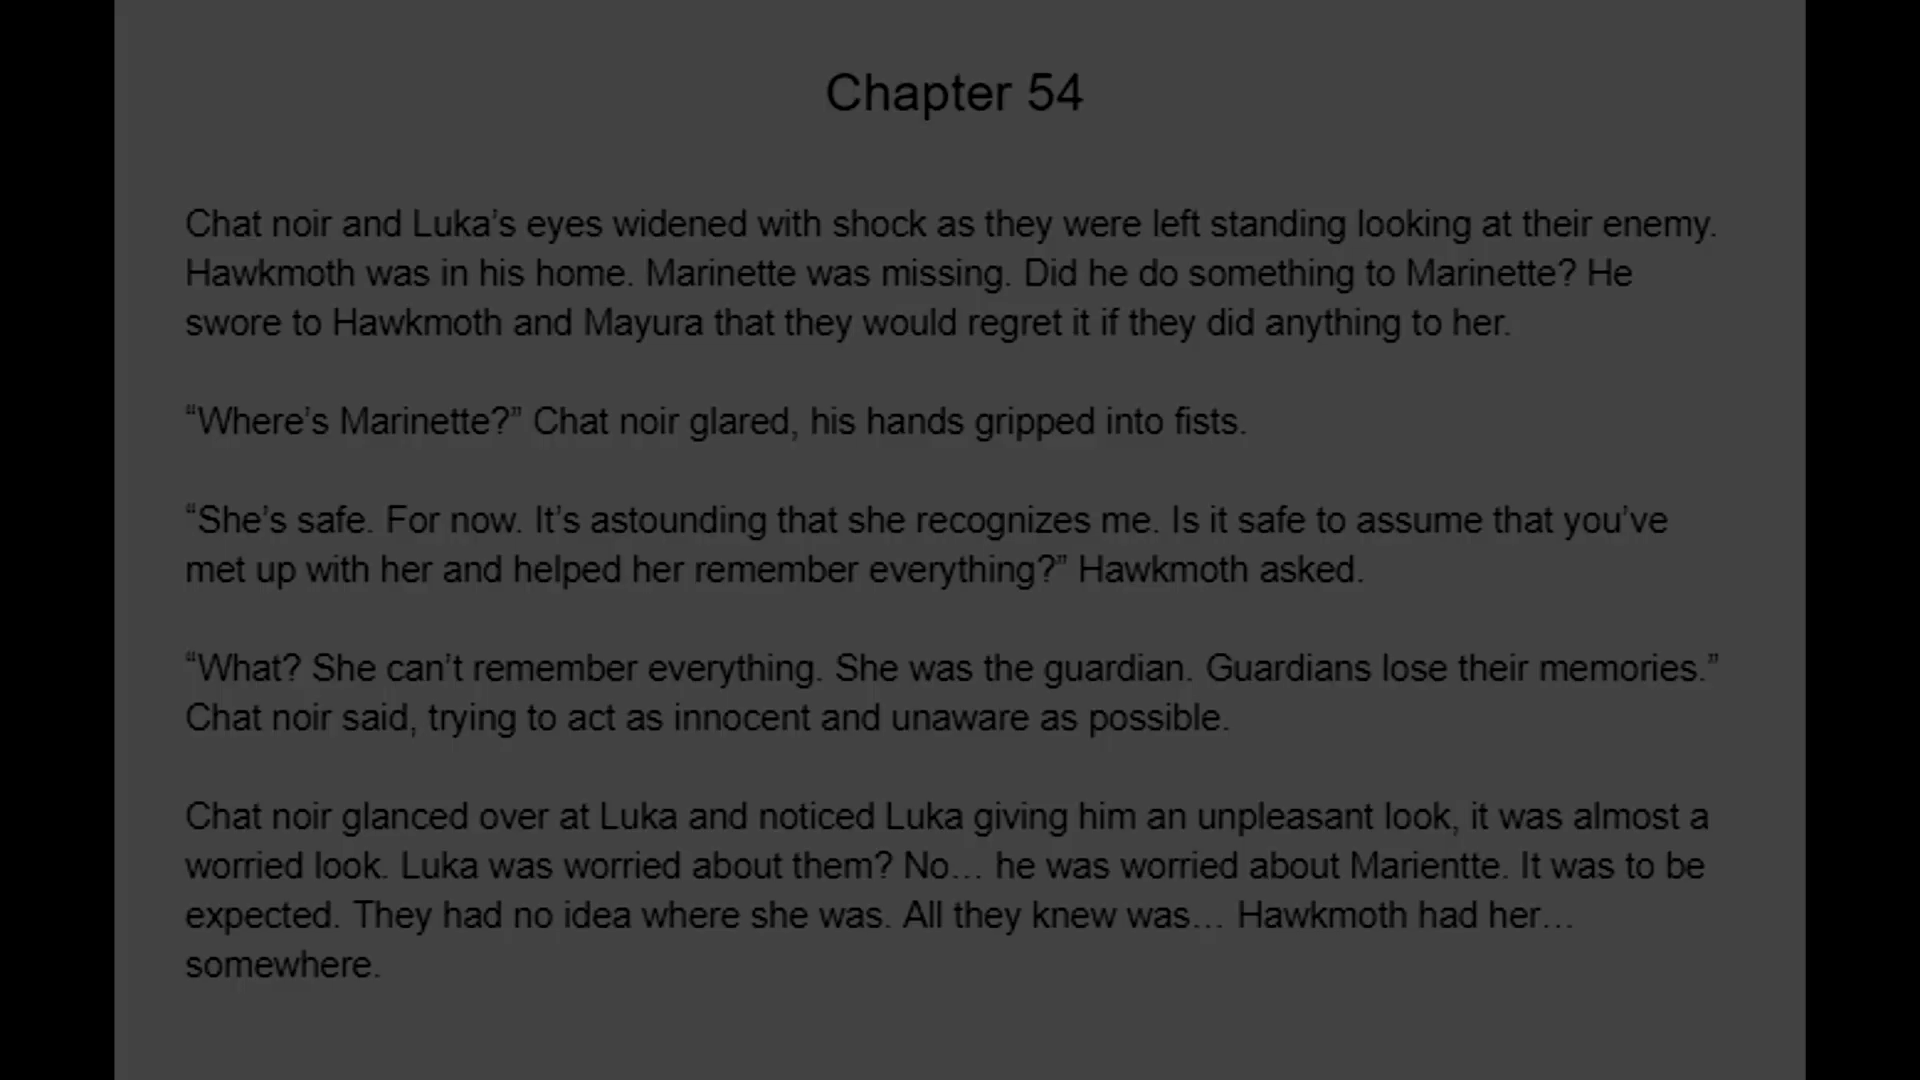 Chapter 54
Chat noir and Luka’s eyes widened with shock as they were left standing looking at their enemy.
Hawkmoth was in his home. Marinette was missing. Did he do something to Marinette? He
swore to Hawkmoth and Mayura that they would regret it if they did anything to her.
“Where’s Marinette?” Chat noir glared, his hands gripped into fists.
“She’s safe. For now. It’s astounding that she recognizes me. Is it safe to assume that you’ve
met up with her and helped her remember everything?” Hawkmoth asked.
“What? She can’t remember everything. She was the guardian. Guardians lose their memories.”
Chat noir said, trying to act as innocent and unaware as possible.
Chat noir glanced over at Luka and noticed Luka giving him an unpleasant look, it was almost a
worried look. Luka was worried about them? No… he was worried about Marientte. It was to be
expected. They had no idea where she was. All they knew was… Hawkmoth had her…
somewhere.